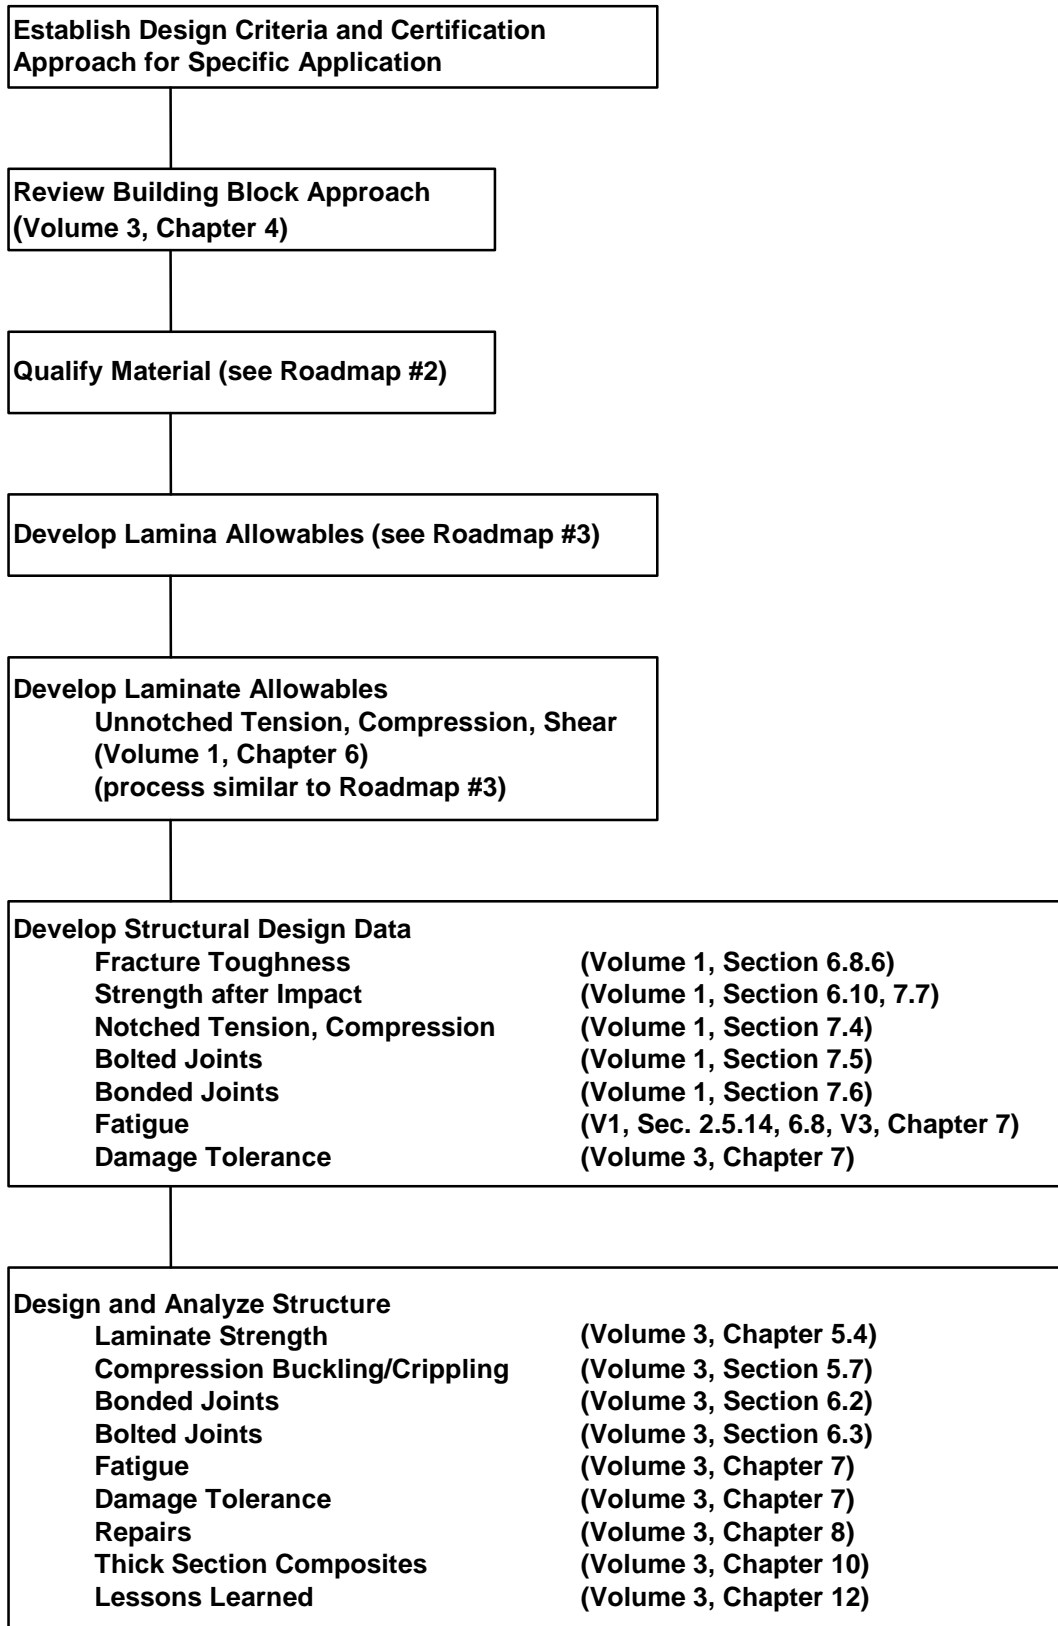 Establish Design Criteria and Certification
Approach for Specific Application
Review Building Block Approach
(Volume 3, Chapter 4)
Qualify Material (see Roadmap #2)
Develop Lamina Allowables (see Roadmap #3)
Develop Laminate Allowables
Unnotched Tension, Compression, Shear
(Volume 1, Chapter 6)
(process similar to Roadmap #3)
Develop Structural Design Data
Fracture Toughness (Volume 1, Section 6.8.6)
Strength after Impact (Volume 1, Section 6.10, 7.7)
Notched Tension, Compression (Volume 1, Section 7.4)
Bolted Joints (Volume 1, Section 7.5)
Bonded Joints (Volume 1, Section 7.6)
Fatigue (V1, Sec. 2.5.14, 6.8, V3, Chapter 7)
Damage Tolerance (Volume 3, Chapter 7)
Design and Analyze Structure
Laminate Strength (Volume 3, Chapter 5.4)
Compression Buckling/Crippling (Volume 3, Section 5.7)
Bonded Joints (Volume 3, Section 6.2)
Bolted Joints (Volume 3, Section 6.3)
Fatigue (Volume 3, Chapter 7)
Damage Tolerance (Volume 3, Chapter 7)
Repairs (Volume 3, Chapter 8)
Thick Section Composites (Volume 3, Chapter 10)
Lessons Learned (Volume 3, Chapter 12)